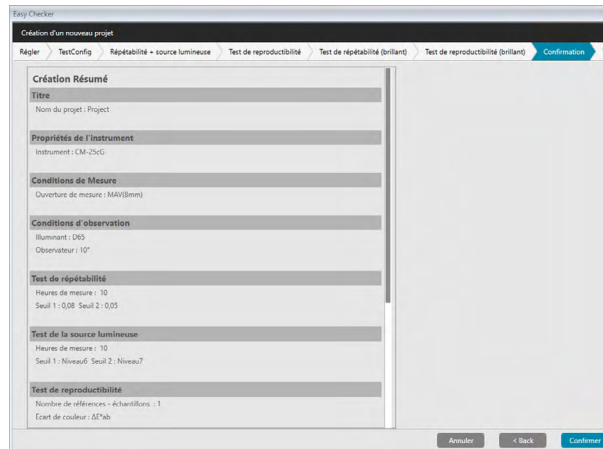 Easy Checker
Création d'un nouveau projet
Régler TestConfig Répétabilité + source lumineuse Test de reproductibilité Test de répétabilité (brillant) Test de reproductibilité (brillant) Confirmation
Création Résumé
Titre
Nom du projet : Project
Propriétés de l'instrument
Instrument : CM-25cG
Conditions de Mesure
Ouverture de mesure : MAV(8mm)
Conditions d'observation
Illuminant : D65
Observateur : 10°
Test de répétabilité
Heures de mesure : 10
Seuil 1 : 0,08 Seuil 2 : 0,05
Test de la source lumineuse
Heures de mesure : 10
Seuil 1 : Niveau6 Seuil 2 : Niveau7
Test de reproductibilité
Nombre de références - échantillons : 1
Ecart de couleur : ΔE*ab
Annuler < Back Confirmer